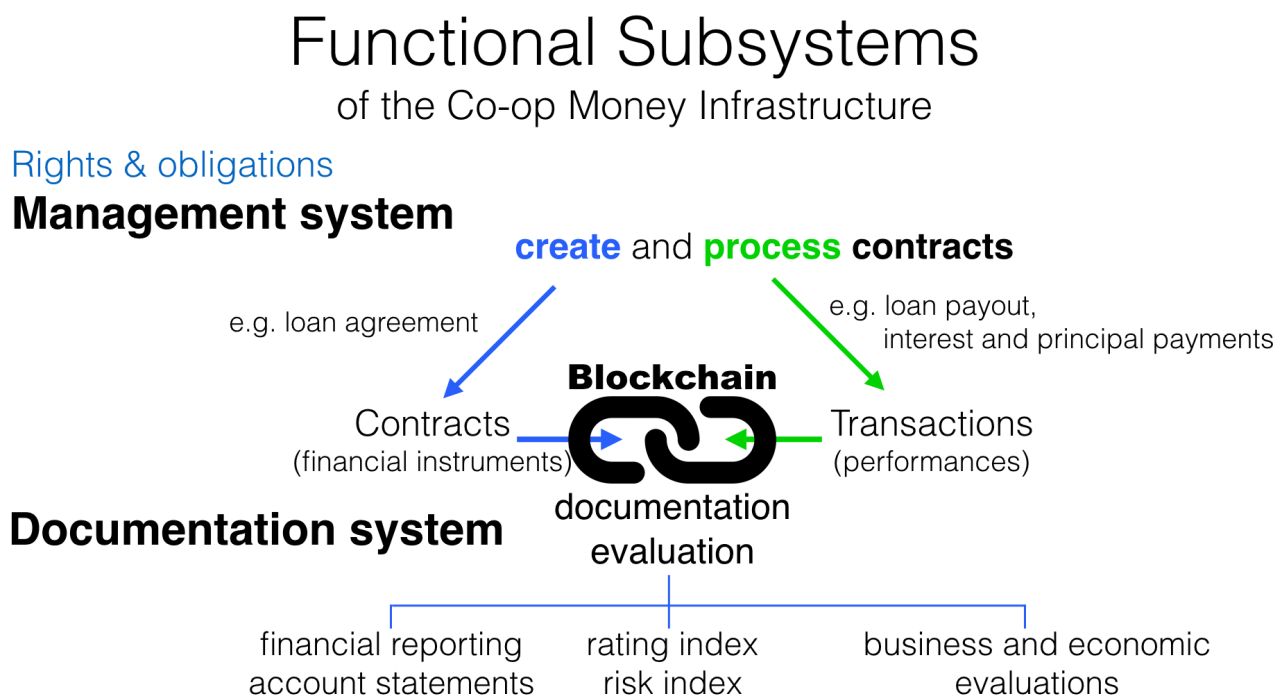 Functional Subsystems
of the Co-op Money Infrastructure
Rights & obligations
Management system
create and process contracts
e.g. loan agreement
e.g. loan payout,
interest and principal payments
Blockchain
Contracts
(financial instruments)
Transactions
(performances)
Documentation system
documentation
evaluation
financial reporting
account statements
rating index
risk index
business and economic
evaluations